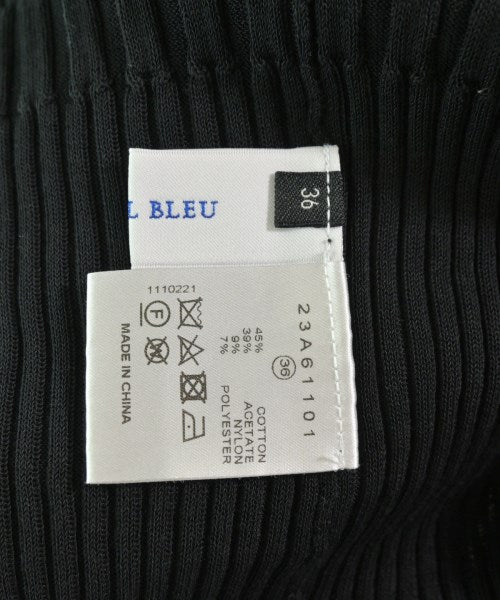 L BLEU
36
1110221
23A61101
36
45% COTTON
39% ACETATE
9% NYLON
7% POLYESTER
F
W
MADE IN CHINA